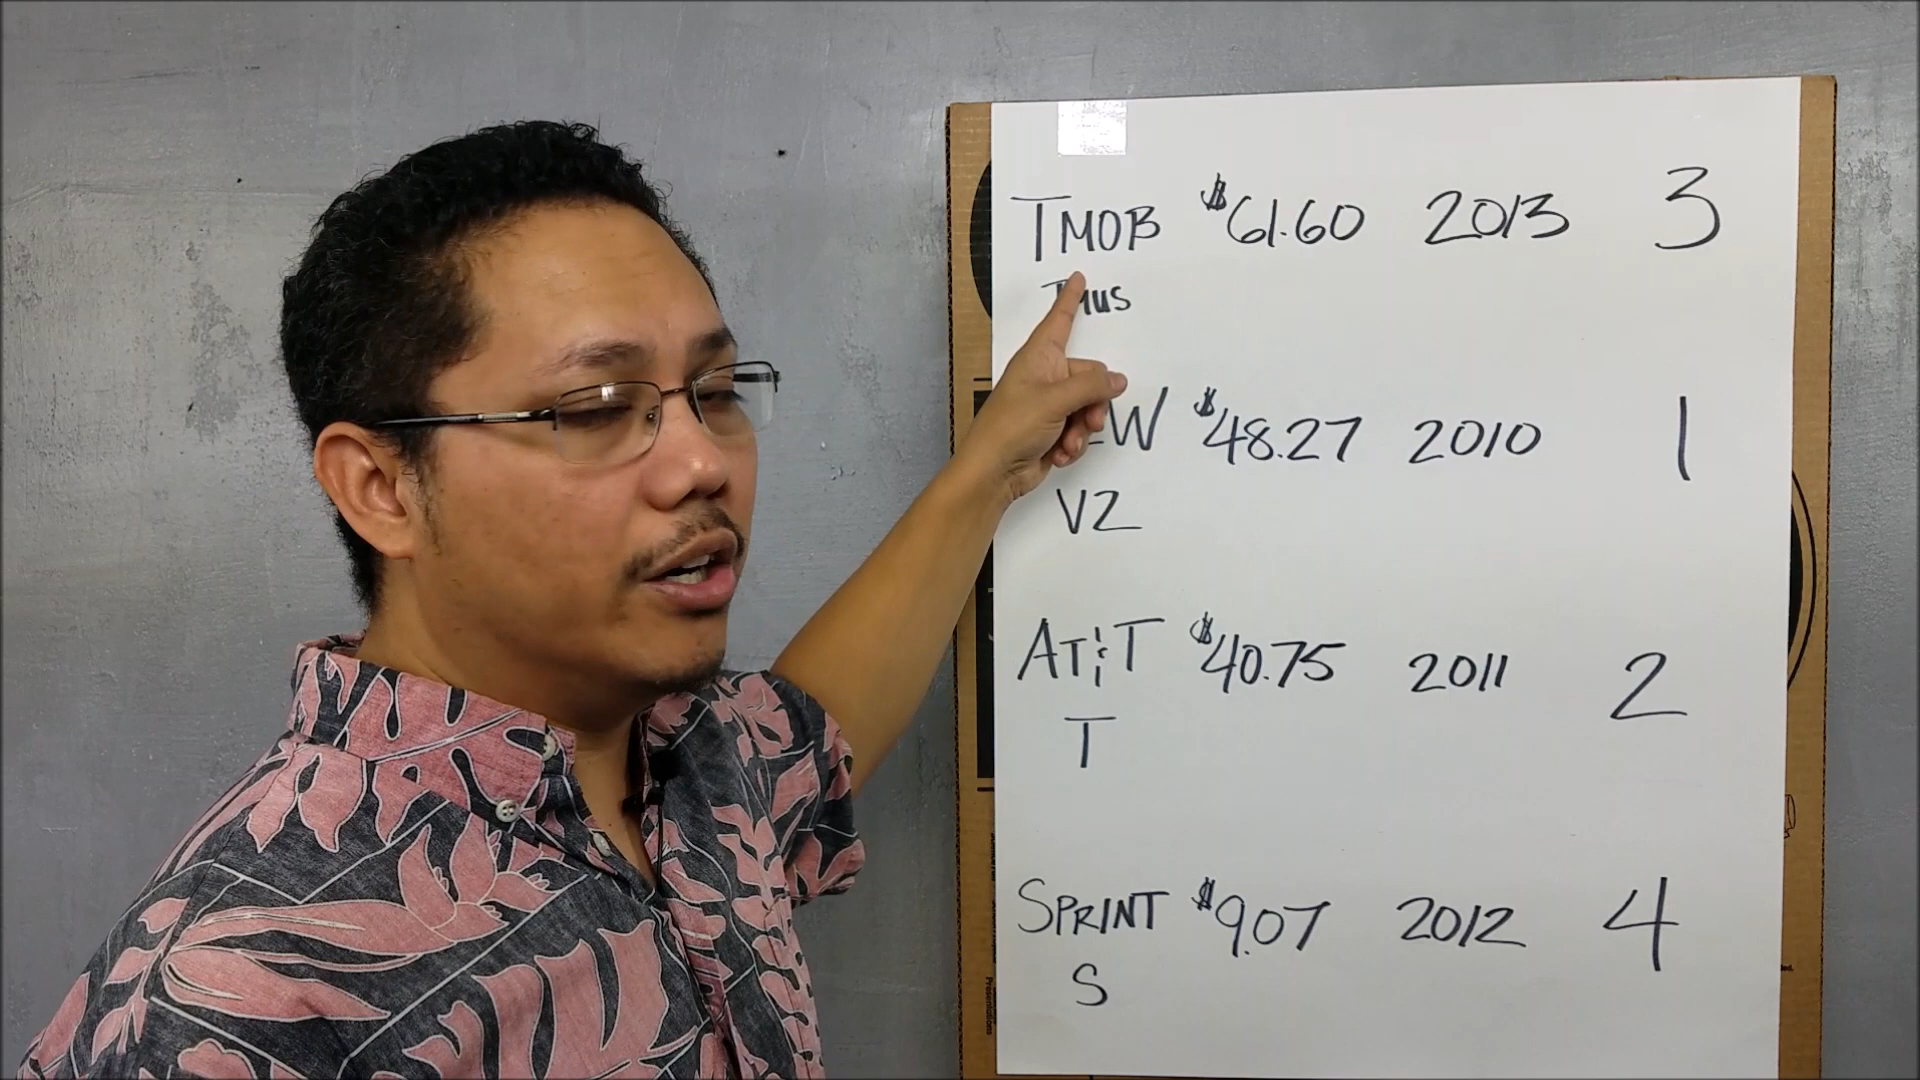 TMOB $61.60 2013 3
TMUS
$48.27 2010 1
VZ
AT&T $40.75 2011 2
T
SPRINT $9.07 2012 4
S
Presentations